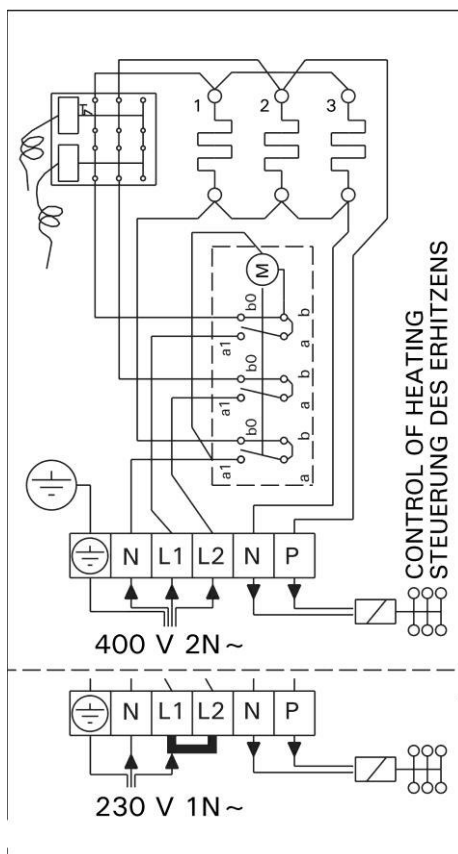 1 2 3
M
b0 b
a1 a
b0 b
a1 a
b0
a1 a
CONTROL OF HEATING
STEUERUNG DES ERHITZENS
N L1 L2 N P
400 V 2N ~
N L1 L2 N P
230 V 1N ~